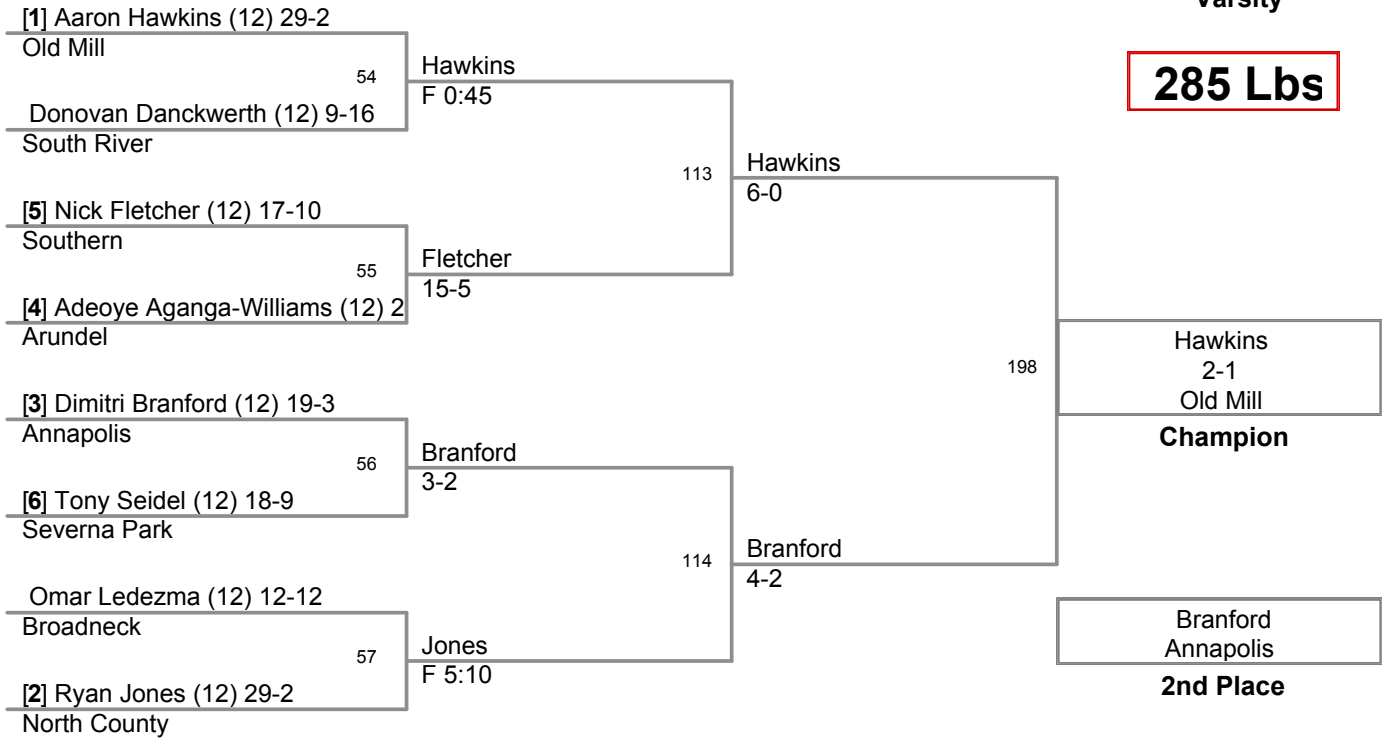 Varsity
285 Lbs
[1] Aaron Hawkins (12) 29-2
Old Mill
54
Donovan Danckwerth (12) 9-16
South River
Hawkins
F 0:45
[5] Nick Fletcher (12) 17-10
Southern
55
[4] Adeoye Aganga-Williams (12) 2
Arundel
Fletcher
15-5
113
Hawkins
6-0
[3] Dimitri Branford (12) 19-3
Annapolis
56
[6] Tony Seidel (12) 18-9
Severna Park
Branford
3-2
Omar Ledezma (12) 12-12
Broadneck
57
[2] Ryan Jones (12) 29-2
North County
Jones
F 5:10
114
Branford
4-2
198
Hawkins
2-1
Old Mill
Champion
Branford
Annapolis
2nd Place